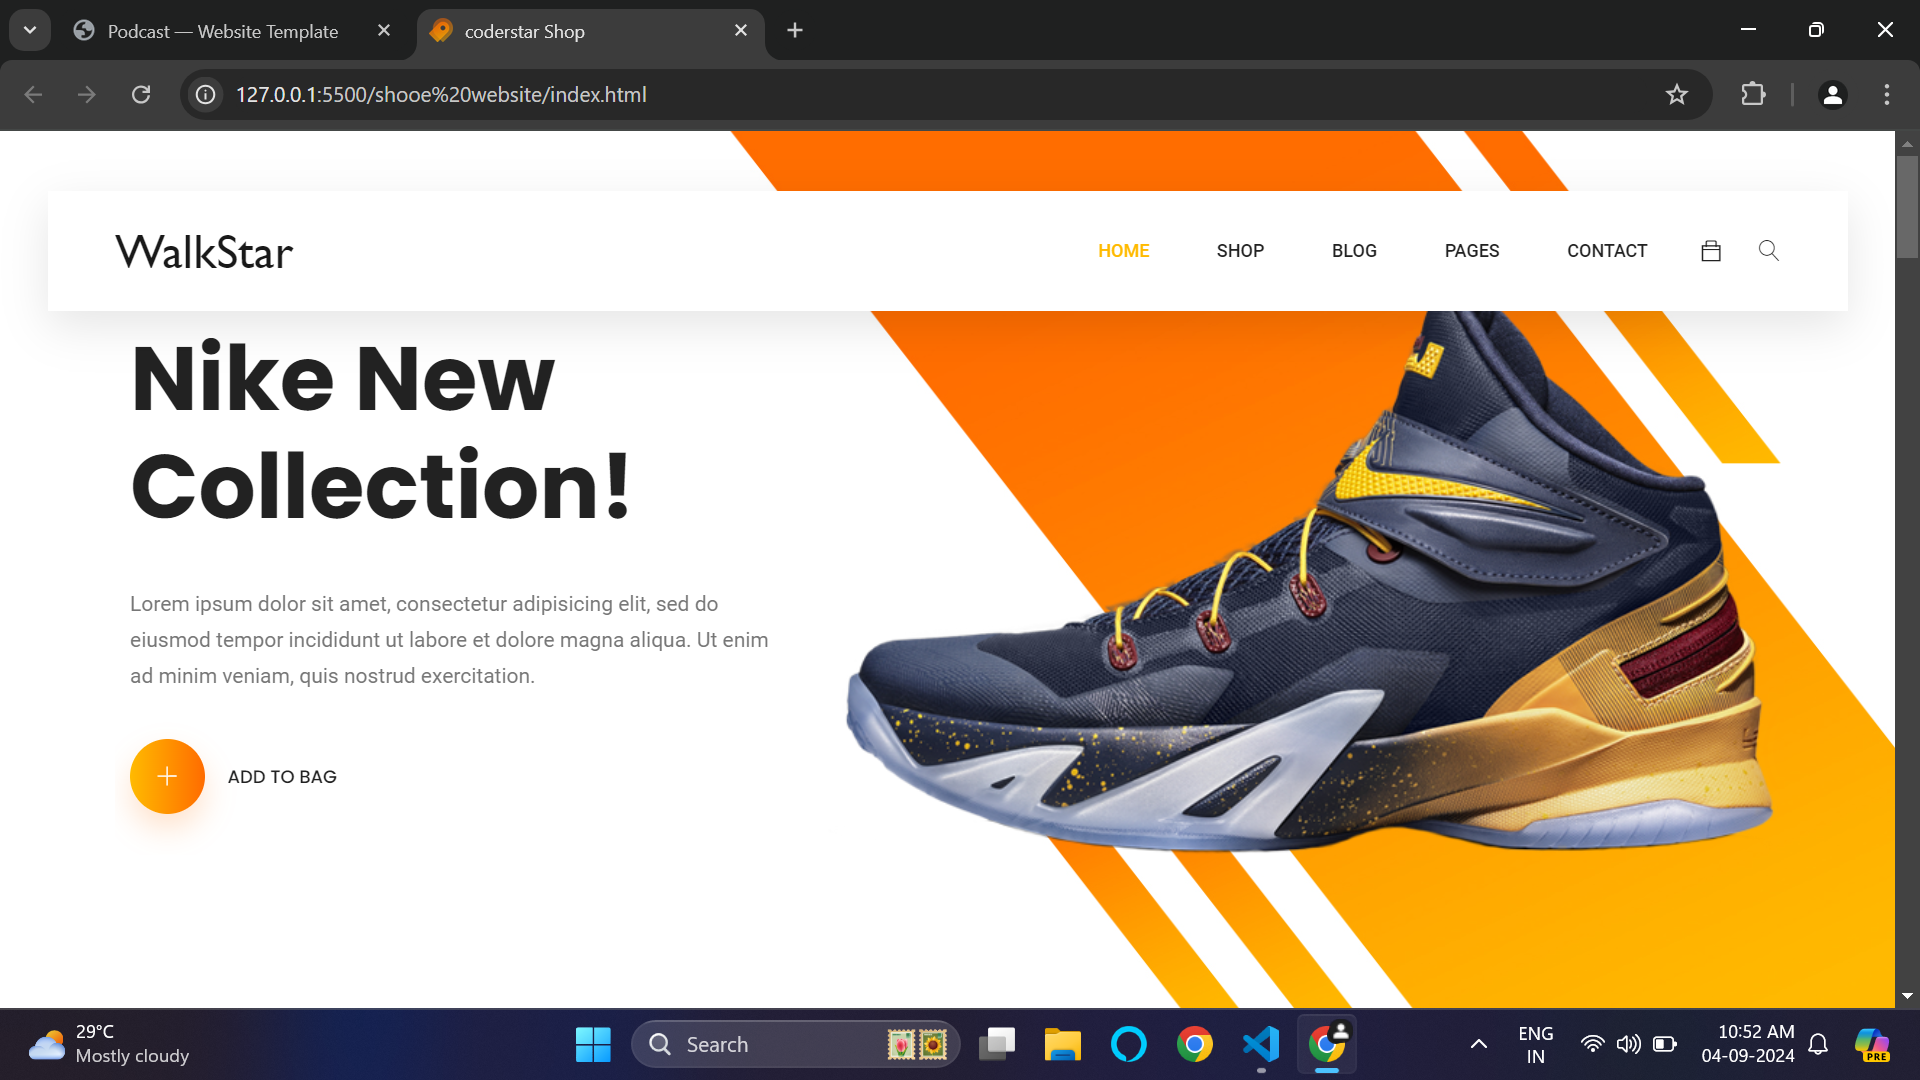 Podcast — Website Template
coderstar Shop
127.0.0.1:5500/shooe%20website/index.html
WalkStar
HOME
SHOP
BLOG
PAGES
CONTACT
Nike New
Collection!
Lorem ipsum dolor sit amet, consectetur adipisicing elit, sed do
eiusmod tempor incididunt ut labore et dolore magna aliqua. Ut enim
ad minim veniam, quis nostrud exercitation.
ADD TO BAG
29°C
Mostly cloudy
Search
ENG
IN
10:52 AM
04-09-2024
PRE